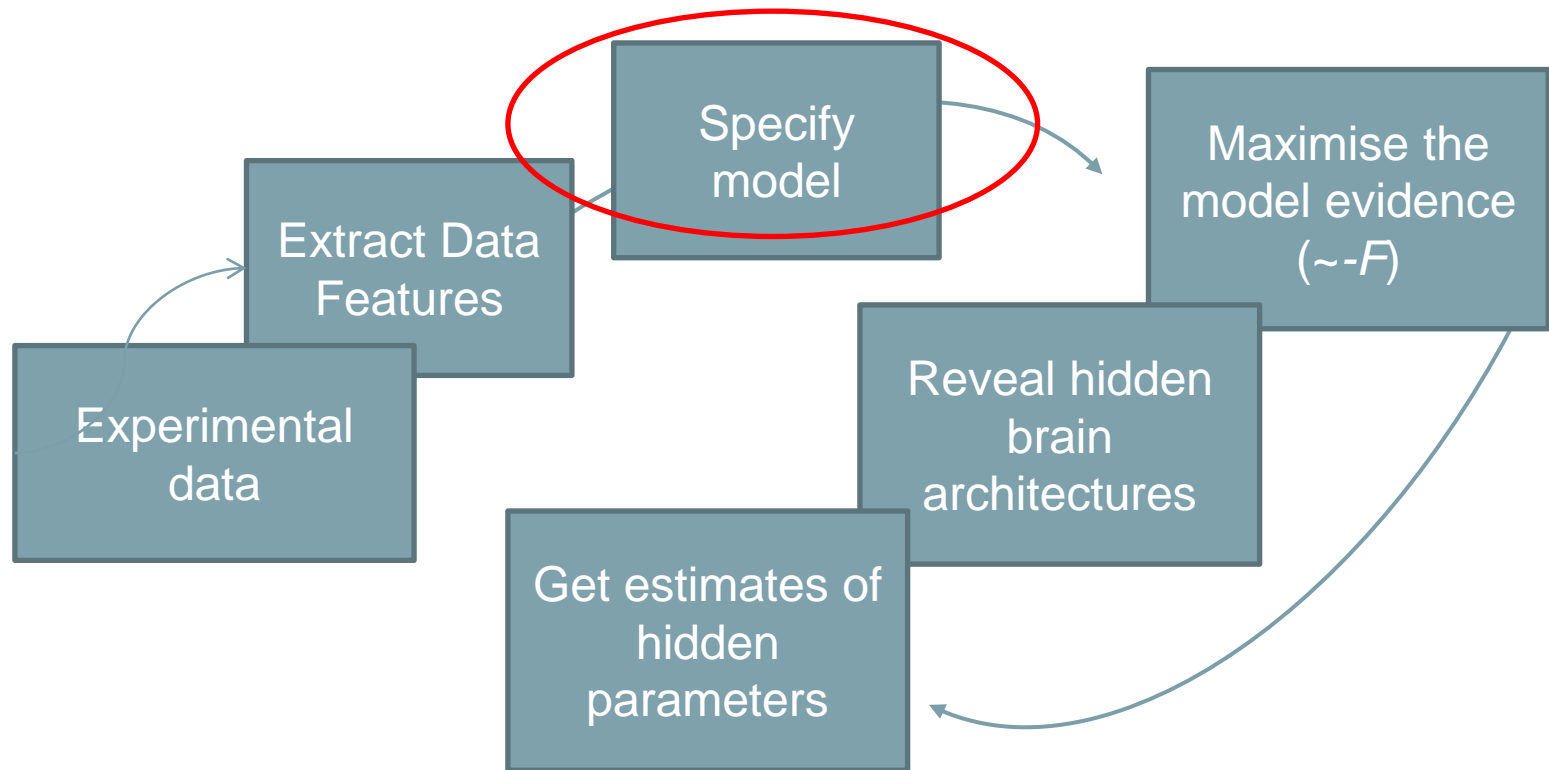 Specify
model
Maximise the
model evidence
(~-F)
Extract Data
Features
Experimental
data
Reveal hidden
brain
architectures
Get estimates of
hidden
parameters